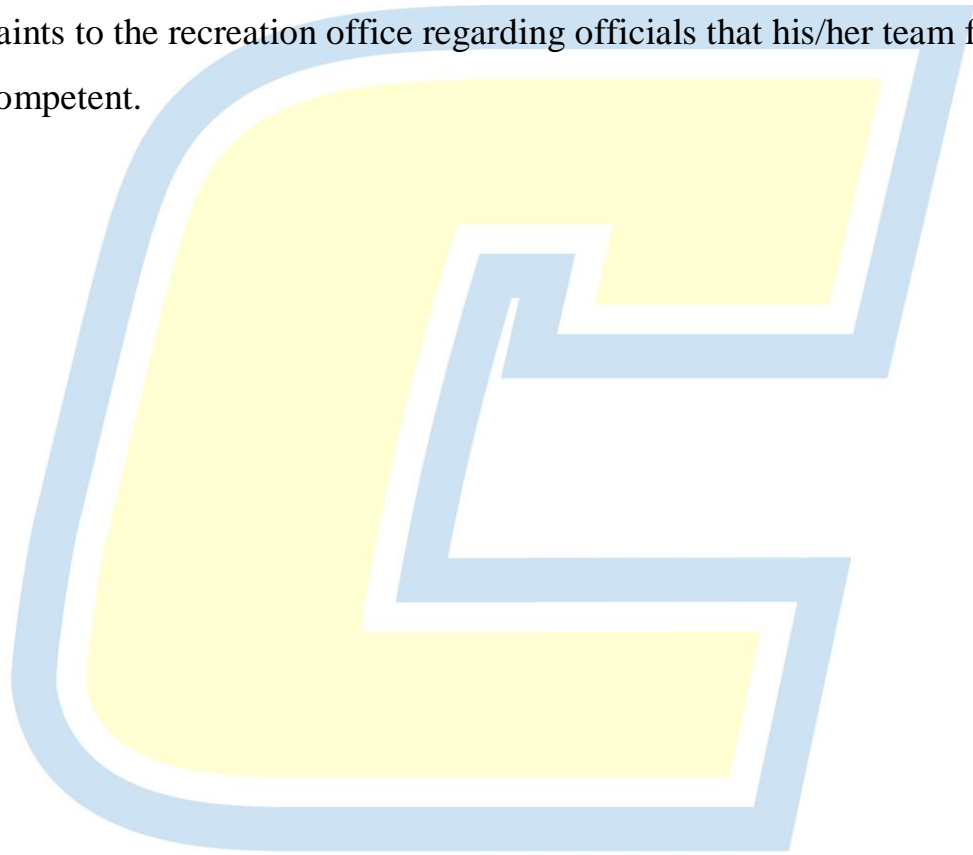 aints to the recreation office regarding officials that his/her team f
ompetent.
C